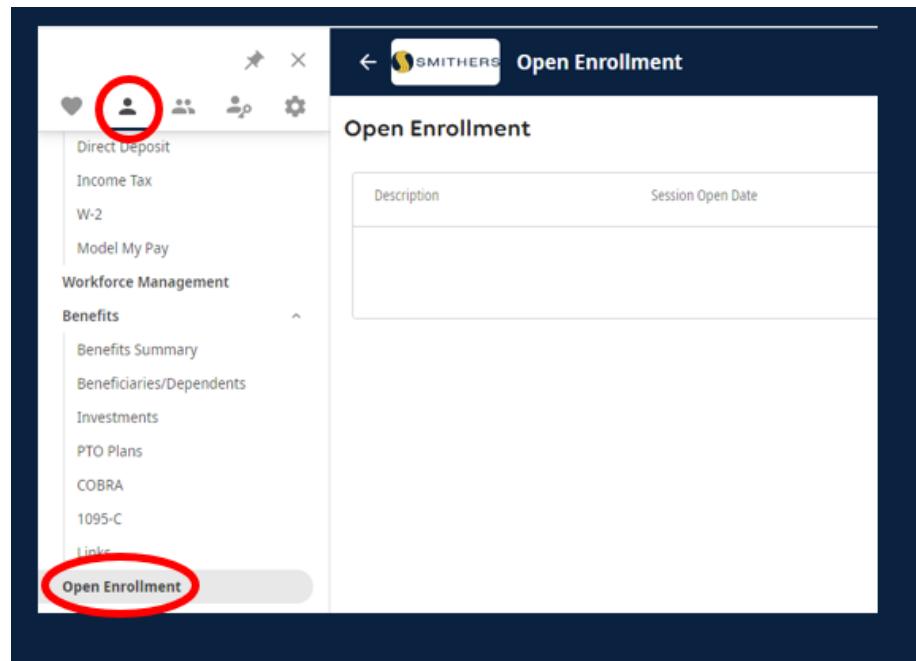 SMITHERS Open Enrollment
Direct Deposit
Income Tax
W-2
Model My Pay
Workforce Management
Benefits
Benefits Summary
Beneficiaries/Dependents
Investments
PTO Plans
COBRA
1095-C
Links
Open Enrollment
Open Enrollment
Description Session Open Date